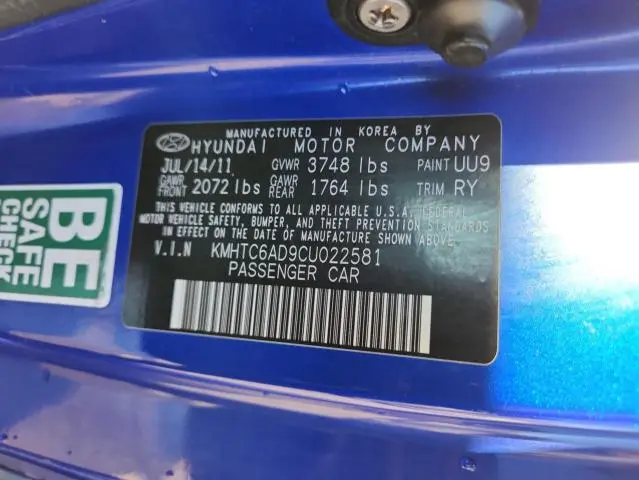 MANUFACTURED IN KOREA BY
HYUNDAI MOTOR COMPANY
JUL/14/11 GVWR 3748 lbs PAINT UU9
GAWR FRONT 2072 lbs GAWR REAR 1764 lbs TRIM RY
THIS VEHICLE CONFORMS TO ALL APPLICABLE U.S.A. FEDERAL
MOTOR VEHICLE SAFETY, BUMPER, AND THEFT PREVENTION STANDARDS
IN EFFECT ON THE DATE OF MANUFACTURE SHOWN ABOVE.
V.I.N KMHTC6AD9CU022581
PASSENGER CAR
BE
SAFE
CHECK